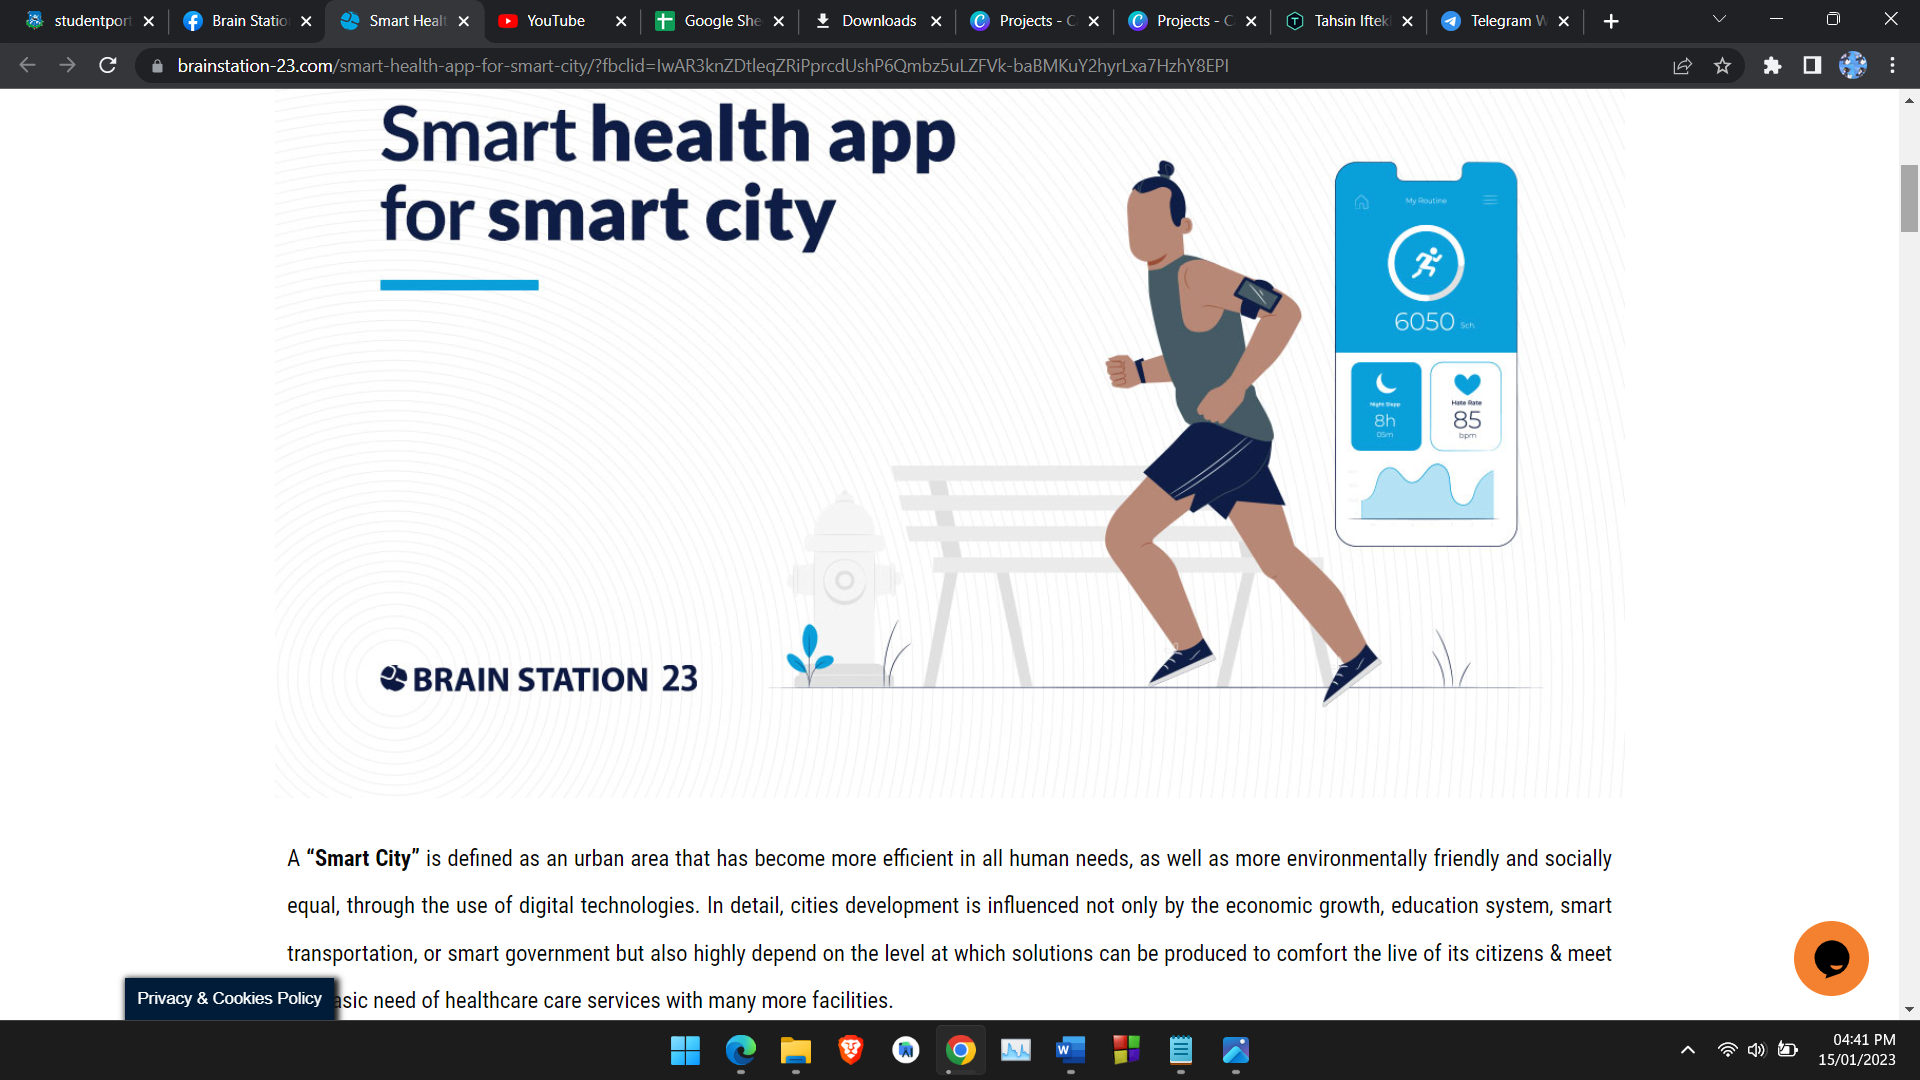 studentport
Brain Statio
Smart Healt
YouTube
Google She
Downloads
Projects - C
Projects - C
Tahsin Iftekl
Telegram W
brainstation-23.com/smart-health-app-for-smart-city/?fbclid=IwAR3knZDtleqZRiPprcdUshP6Qmbz5uLZFVk-baBMKuY2hyrLxa7HzhY8EPI
Smart health app
for smart city
My Routine
6050 Sch.
Night Slepp
8h
05m
Hate Rate
85
bpm
BRAIN STATION 23
A “Smart City” is defined as an urban area that has become more efficient in all human needs, as well as more environmentally friendly and socially
equal, through the use of digital technologies. In detail, cities development is influenced not only by the economic growth, education system, smart
transportation, or smart government but also highly depend on the level at which solutions can be produced to comfort the live of its citizens & meet
asic need of healthcare care services with many more facilities.
Privacy & Cookies Policy
04:41 PM
15/01/2023